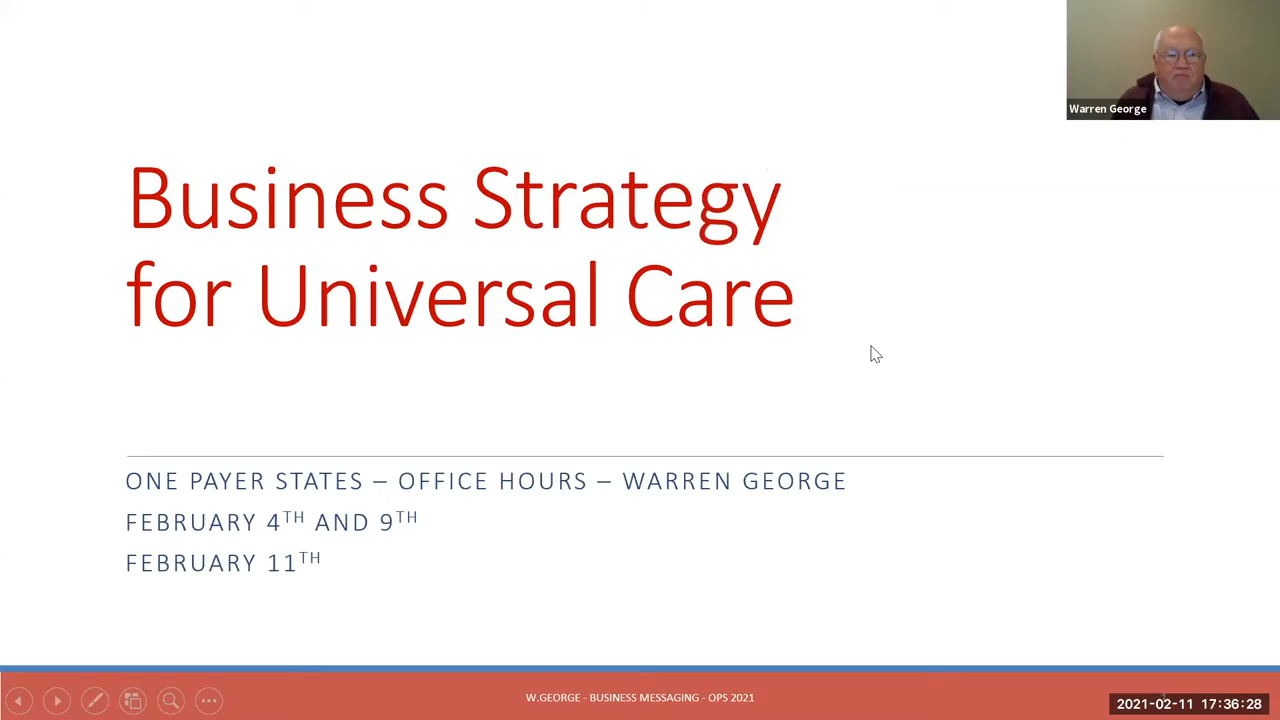 Warren George
Business Strategy
for Universal Care
ONE PAYER STATES – OFFICE HOURS – WARREN GEORGE
FEBRUARY 4TH AND 9TH
FEBRUARY 11TH
W.GEORGE - BUSINESS MESSAGING - OPS 2021
2021-02-11 17:36:28